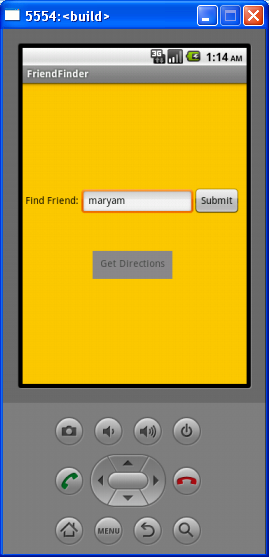 5554:<build>
3G
1:14 AM
FriendFinder
Find Friend: maryam Submit
Get Directions
MENU